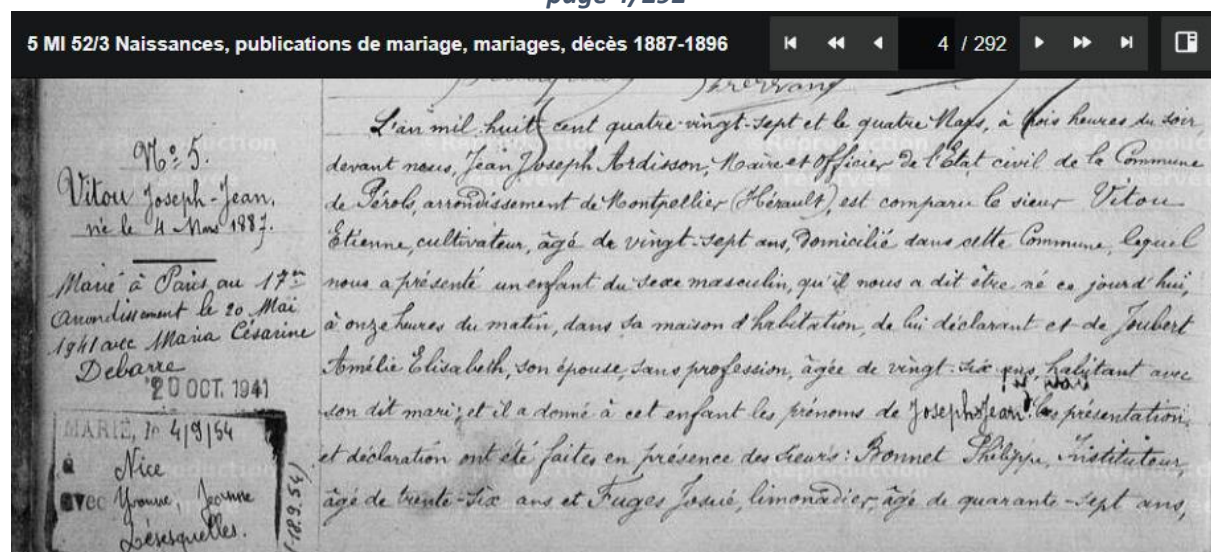 page 4/292
5 MI 52/3 Naissances, publications de mariage, mariages, décès 1887-1896
4 / 292
N° 5.
Vitou Joseph-Jean.
né le 4 Mars 1887.
Marié à Paris au 17me
arrondissement le 20 Mai
1941 avec Maria Césarine
Debarre
20 OCT. 1941
MARIÉ, le 4/9/54
à Nice
avec Yvonne, Jeanne
Lésesquelles.
18.9.54)
L'an mil huit cent quatre-vingt-sept et le quatre Mars, à trois heures du soir,
devant nous, Jean Joseph Ardisson, Maire et Officier de l'État civil de la Commune
de Pérols, arrondissement de Montpellier (Hérault), est comparu le sieur Vitou
Etienne, cultivateur, âgé de vingt-sept ans, domicilié dans cette Commune, lequel
nous a présenté un enfant du sexe masculin, qu'il nous a dit être né ce jourd'hui,
à onze heures du matin, dans sa maison d'habitation, de lui déclarant et de Joubert
Amélie Elisabeth, son épouse, sans profession, âgée de vingt-six ans, habitant avec
son dit mari; et il a donné à cet enfant les prénoms de Joseph Jean. Les présentation
et déclaration ont été faites en présence des sieurs: Bonnet Philippe, Instituteur,
âgé de trente-six ans et Fuges Josué, limonadier, âgé de quarante-sept ans,